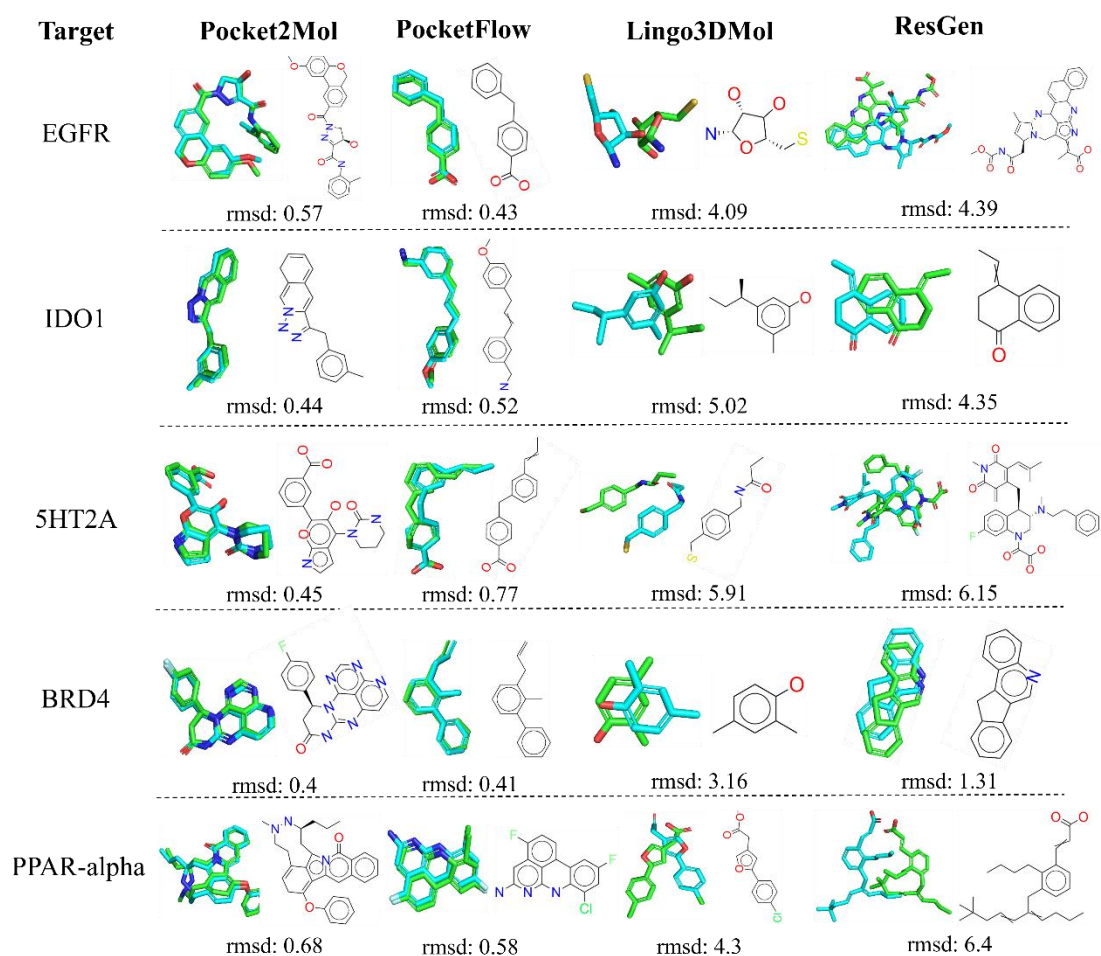 Target Pocket2Mol PocketFlow Lingo3DMol ResGen
EGFR
rmsd: 0.57 rmsd: 0.43 rmsd: 4.09 rmsd: 4.39
IDO1
rmsd: 0.44 rmsd: 0.52 rmsd: 5.02 rmsd: 4.35
5HT2A
rmsd: 0.45 rmsd: 0.77 rmsd: 5.91 rmsd: 6.15
BRD4
rmsd: 0.4 rmsd: 0.41 rmsd: 3.16 rmsd: 1.31
PPAR-alpha
rmsd: 0.68 rmsd: 0.58 rmsd: 4.3 rmsd: 6.4